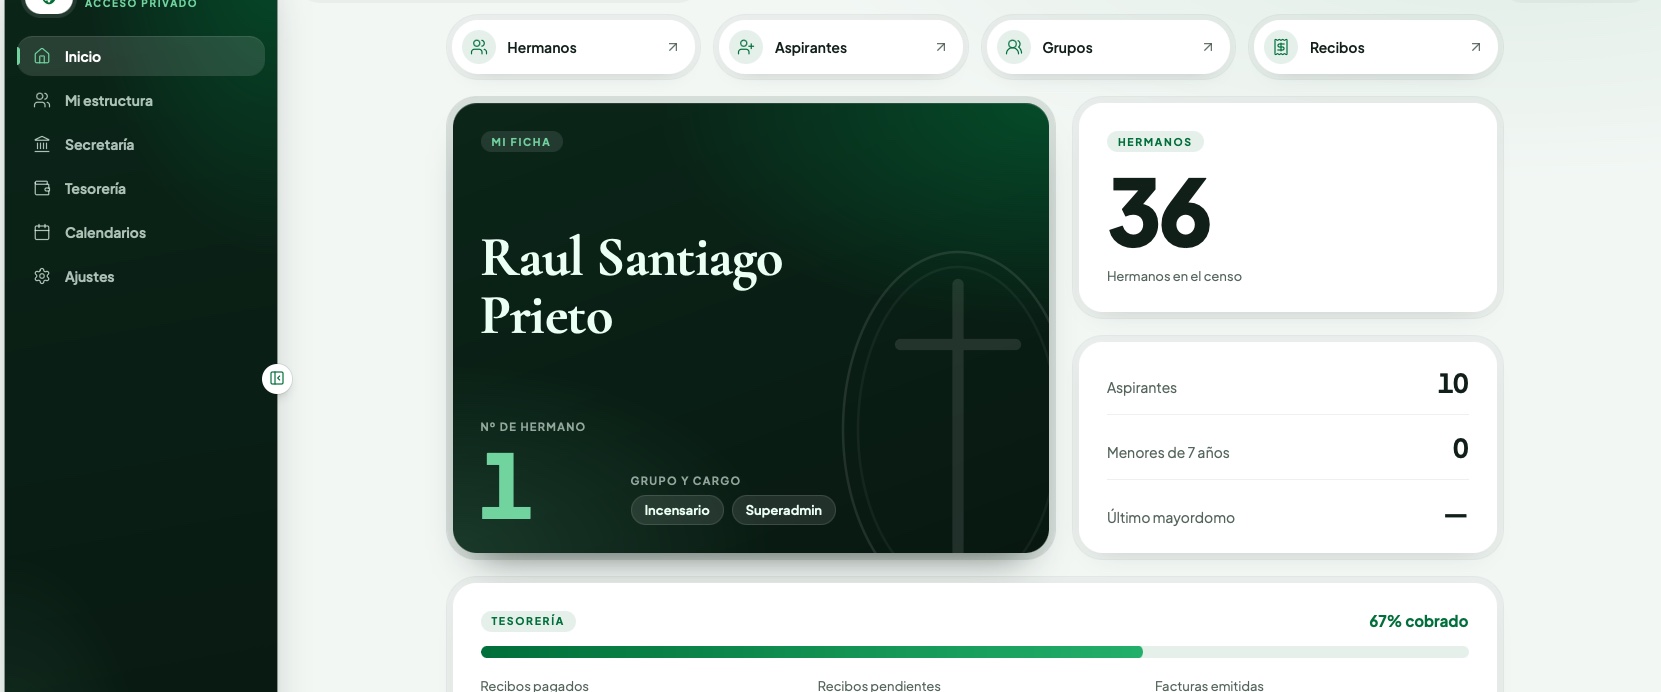 ACCESO PRIVADO
Inicio
Mi estructura
Secretaría
Tesorería
Calendarios
Ajustes
Hermanos
Aspirantes
Grupos
Recibos
MI FICHA
Raul Santiago
Prieto
Nº DE HERMANO
1
GRUPO Y CARGO
Incensario
Superadmin
HERMANOS
36
Hermanos en el censo
Aspirantes
10
Menores de 7 años
0
Último mayordomo
—
TESORERÍA
67% cobrado
Recibos pagados
Recibos pendientes
Facturas emitidas